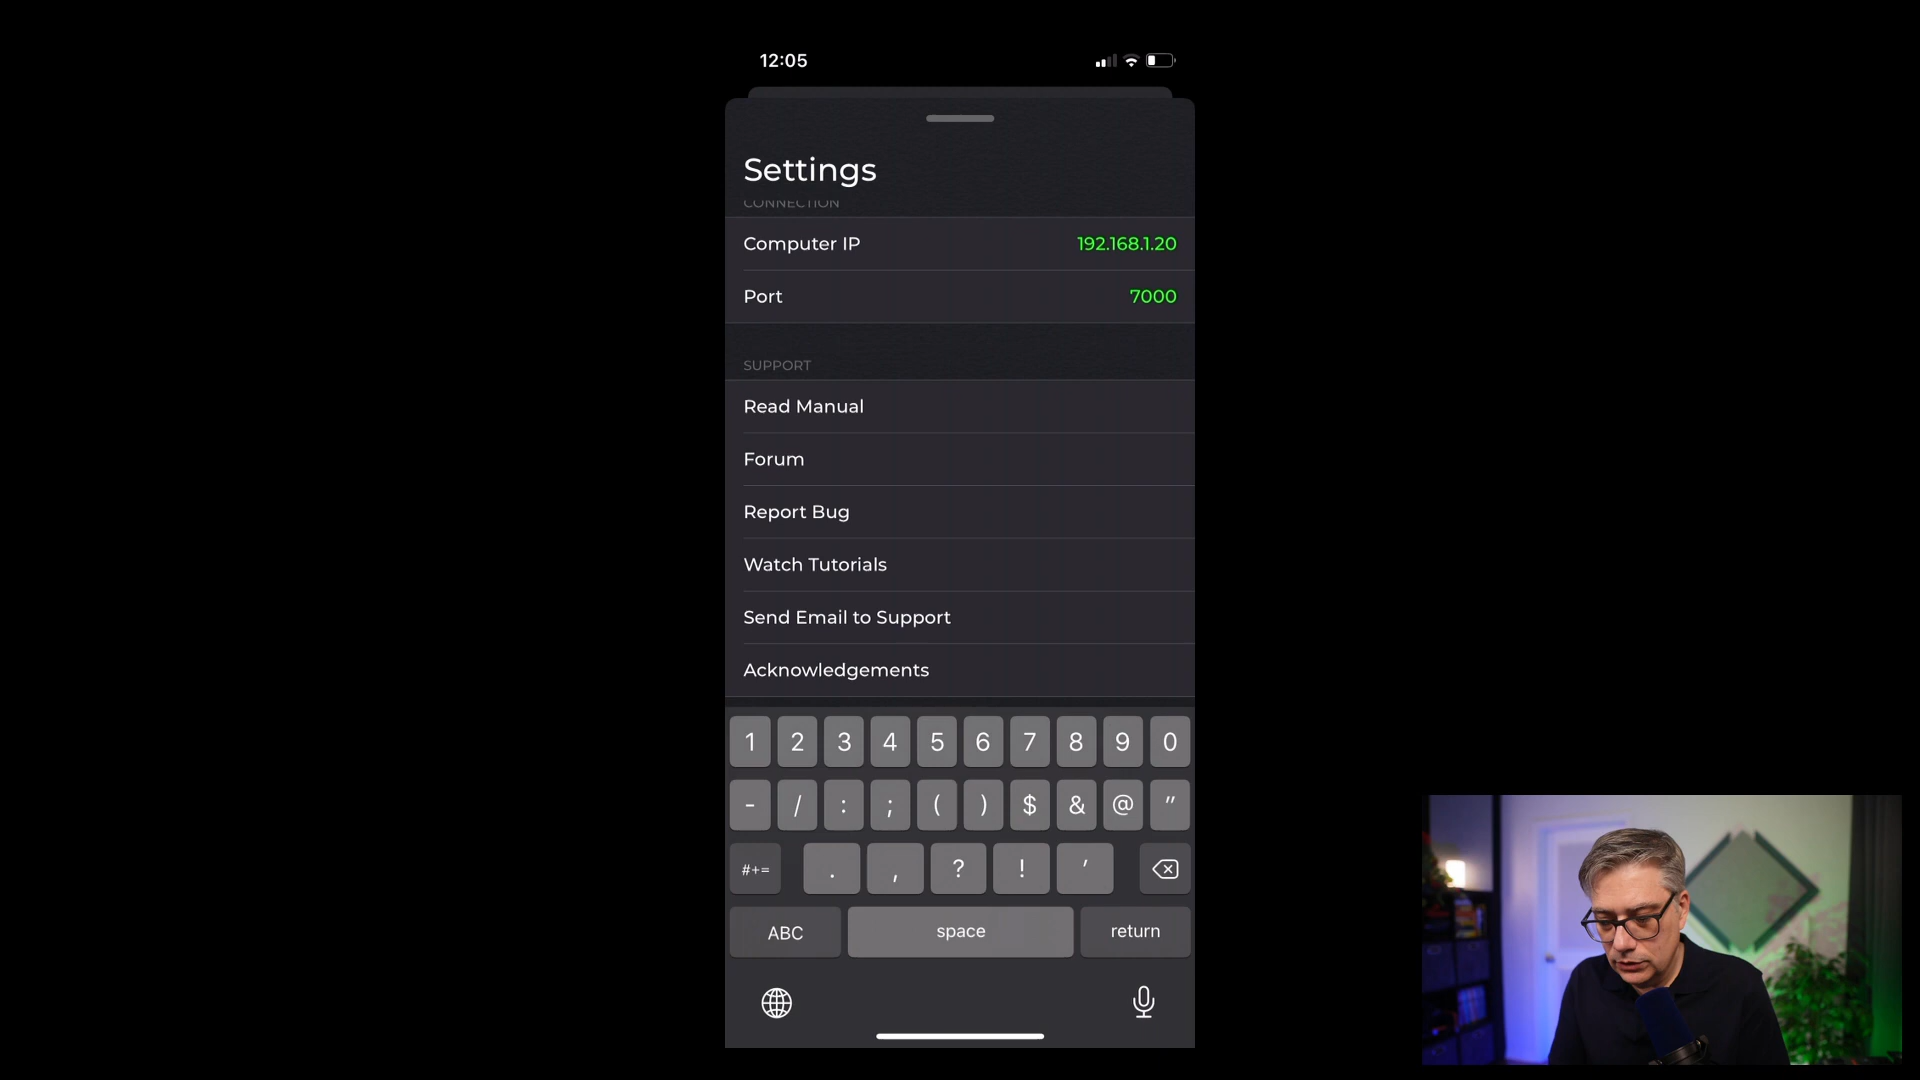 12:05
Settings
CONNECTION
Computer IP 192.168.1.20
Port 7000
SUPPORT
Read Manual
Forum
Report Bug
Watch Tutorials
Send Email to Support
Acknowledgements
1 2 3 4 5 6 7 8 9 0
- / : ; ( ) $ & @ "
#+= . , ? ! '
ABC space return